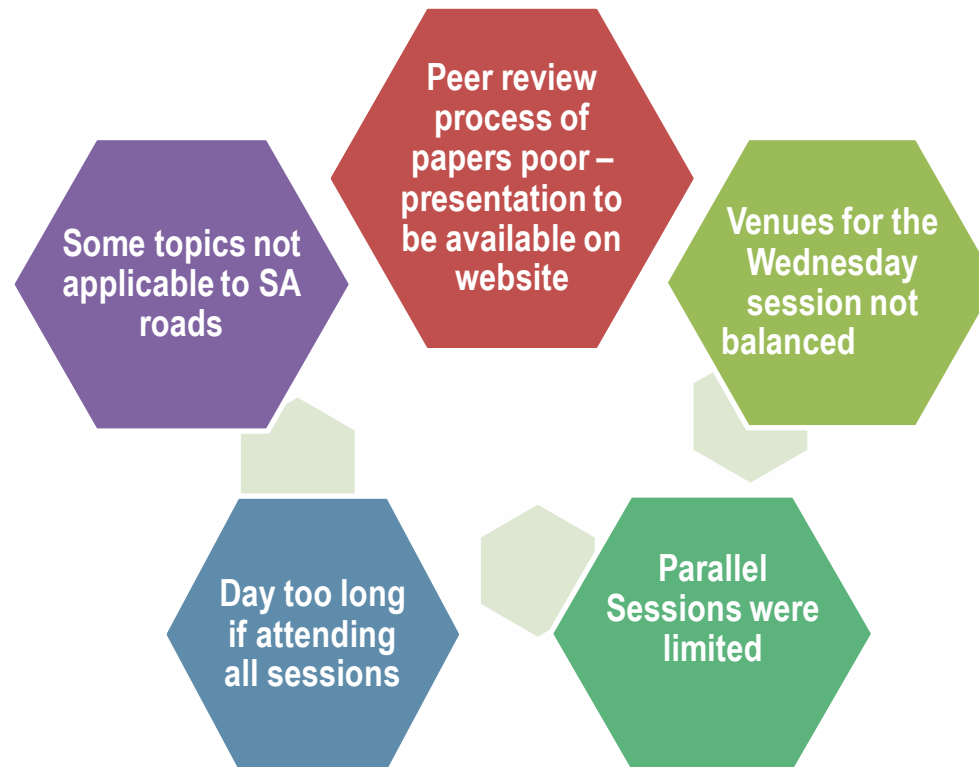 Peer review
process of
papers poor –
presentation to
be available on
website
Venues for the
Wednesday
session not
balanced
Parallel
Sessions were
limited
Day too long
if attending
all sessions
Some topics not
applicable to SA
roads